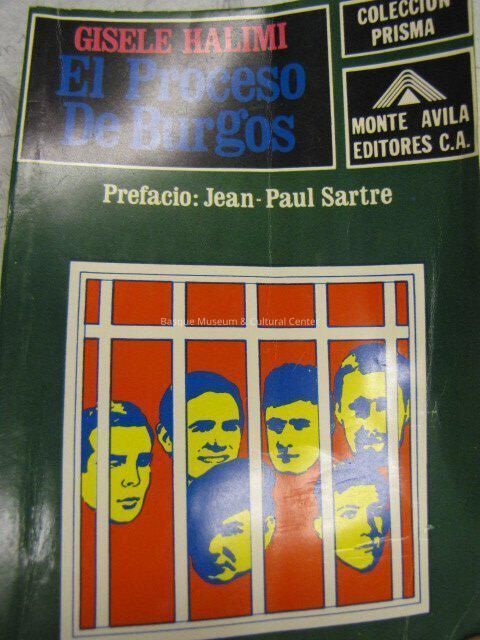 GISELE HALIMI
El Proceso
De Burgos
COLECCION
PRISMA
MONTE AVILA
EDITORES C.A.
Prefacio: Jean-Paul Sartre
Basque Museum & Cultural Center